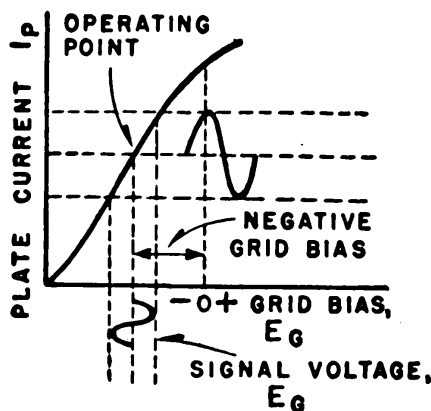 OPERATING
POINT
PLATE CURRENT Ip
NEGATIVE
GRID BIAS
-0+ GRID BIAS,
EG
SIGNAL VOLTAGE,
EG